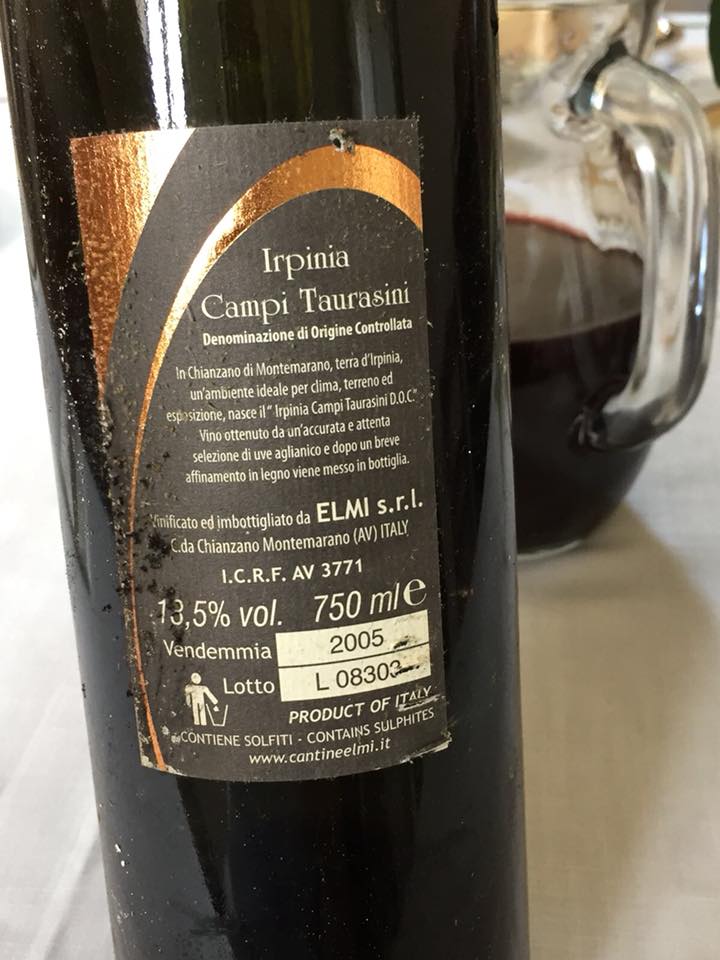 Irpinia
Campi Taurasini
Denominazione di Origine Controllata
In Chianzano di Montemarano, terra d'Irpinia,
un'ambiente ideale per clima, terreno ed
esposizione, nasce il " Irpinia Campi Taurasini D.O.C."
Vino ottenuto da un'accurata e attenta
selezione di uve aglianico e dopo un breve
affinamento in legno viene messo in bottiglia.
Vinificato ed imbottigliato da ELMI s.r.l.
C.da Chianzano Montemarano (AV) ITALY
I.C.R.F. AV 3771
13,5% vol. 750 ml e
Vendemmia 2005
Lotto L 08303
PRODUCT OF ITALY
CONTIENE SOLFITI - CONTAINS SULPHITES
www.cantineelmi.it